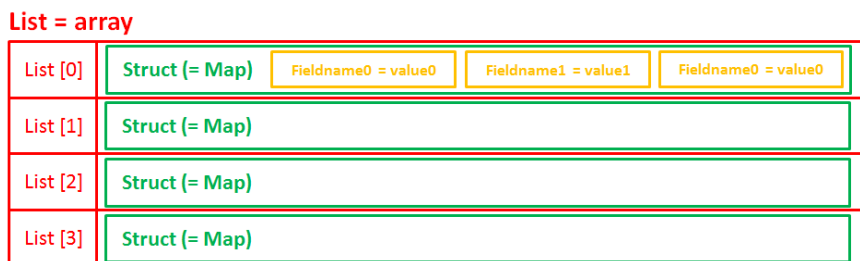 List = array
List [0] Struct (= Map) Fieldname0 = value0 Fieldname1 = value1 Fieldname0 = value0
List [1] Struct (= Map)
List [2] Struct (= Map)
List [3] Struct (= Map)